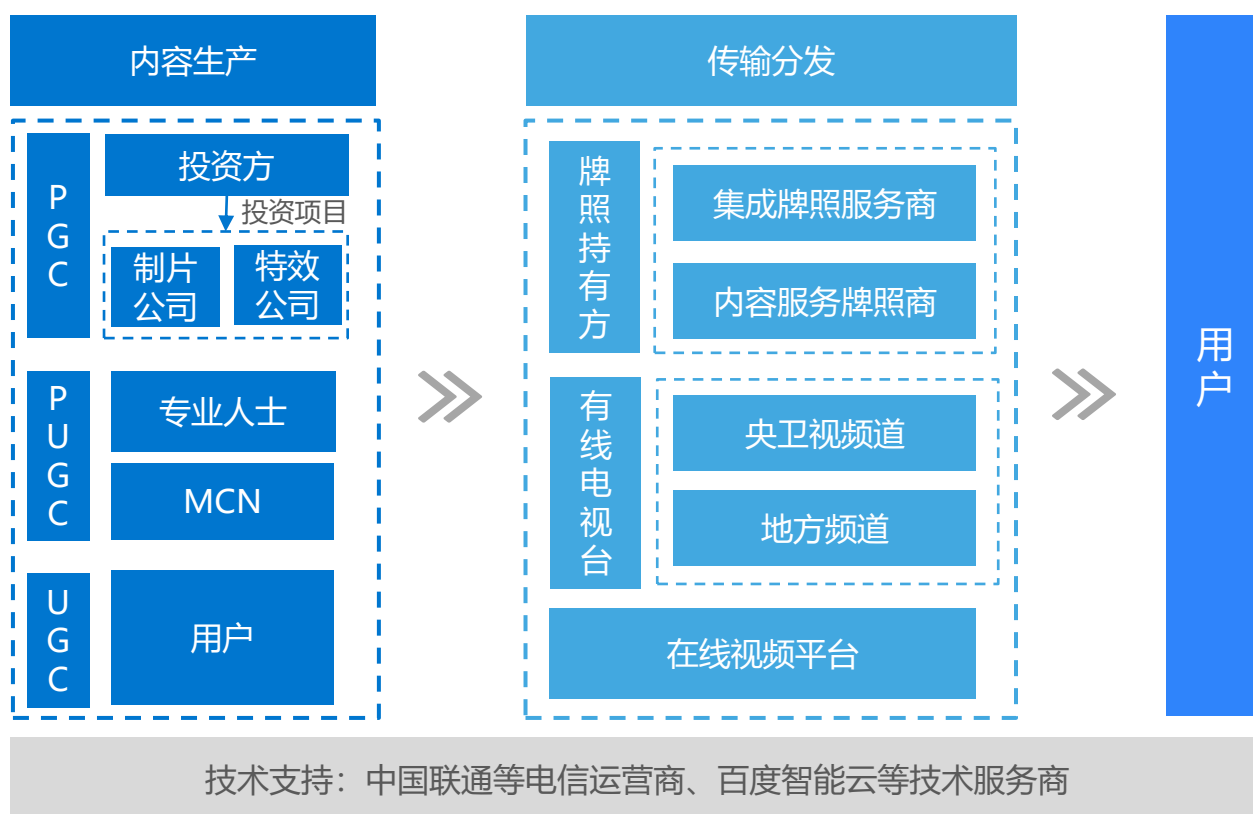 内容生产
PGC
投资方
投资项目
制片
公司
特效
公司
PUGC
专业人士
MCN
UGC
用户
传输分发
牌照持有方
集成牌照服务商
内容服务牌照商
有线电视台
央卫视频道
地方频道
在线视频平台
用户
技术支持：中国联通等电信运营商、百度智能云等技术服务商